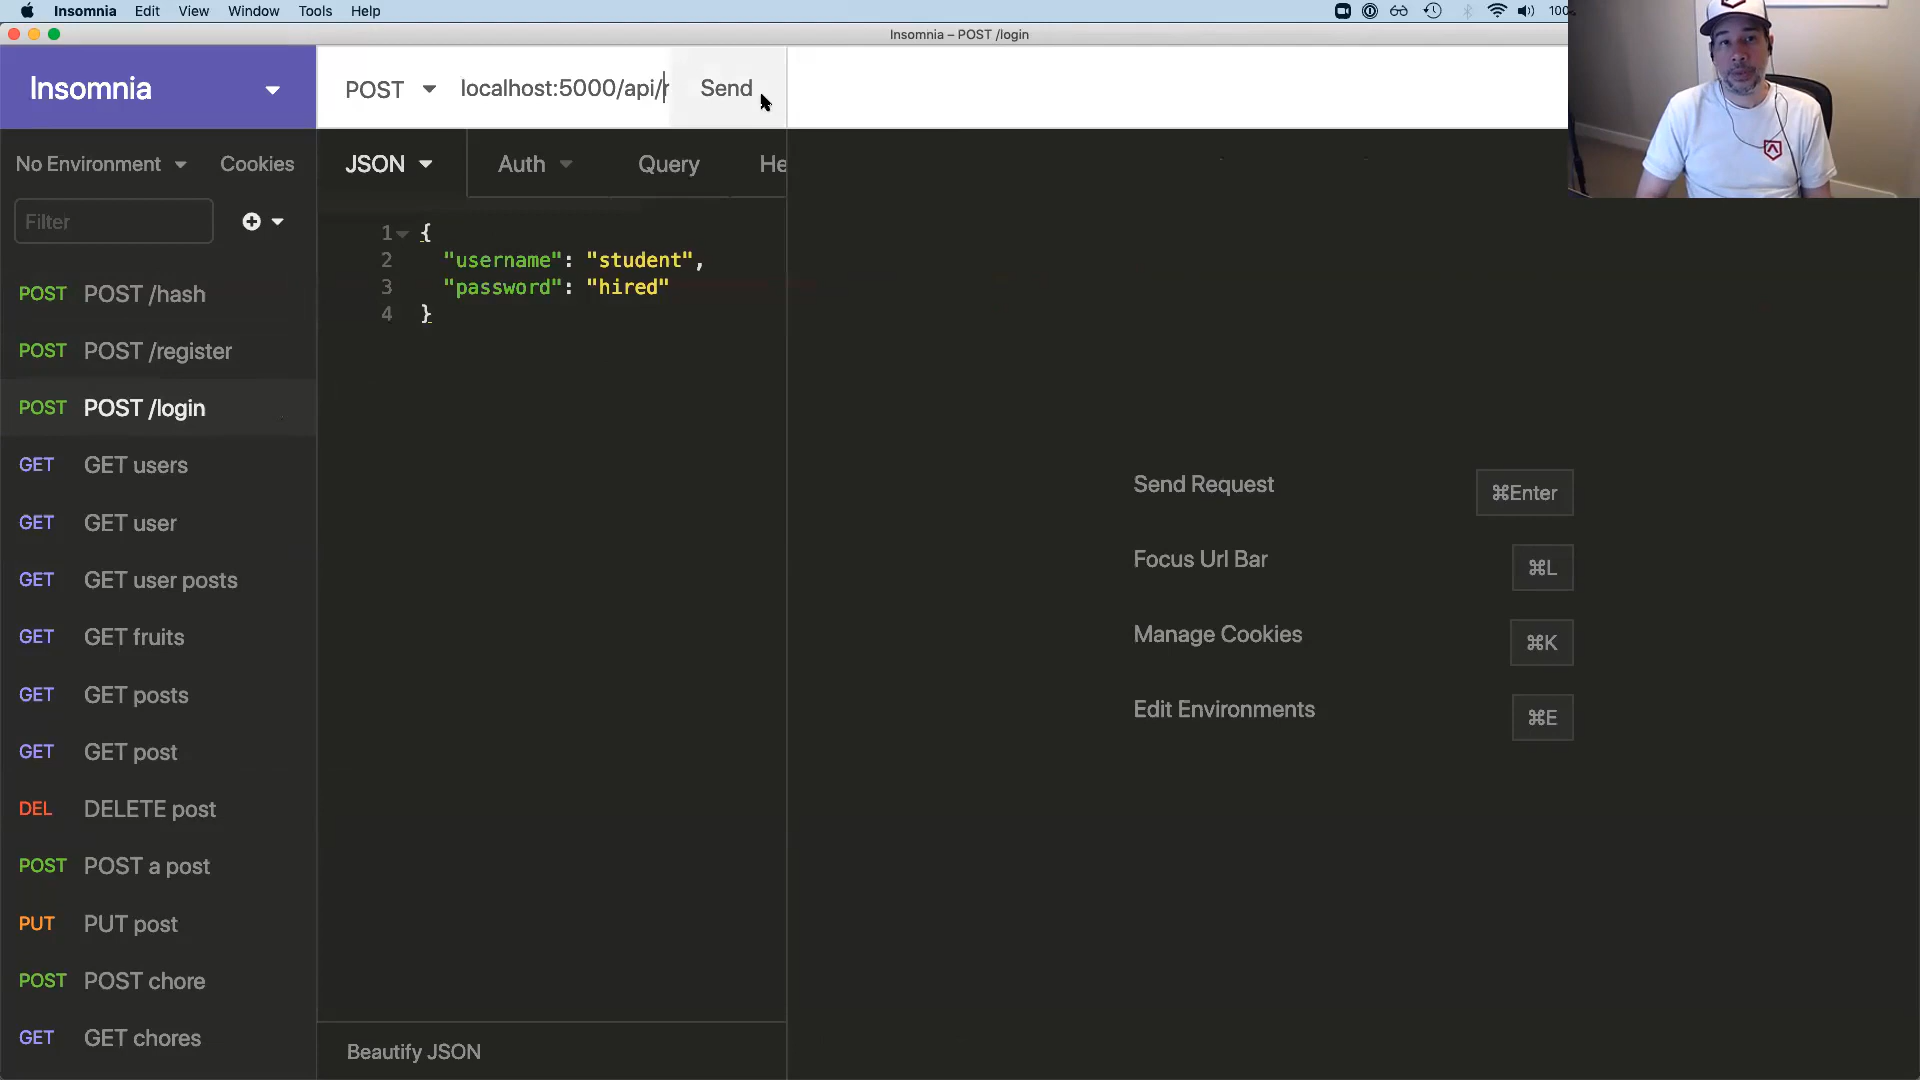 Insomnia Edit View Window Tools Help
Insomnia – POST /login
Insomnia
POST localhost:5000/api/r Send
No Environment Cookies
JSON Auth Query He
Filter
1 {
2 "username": "student",
3 "password": "hired"
4 }
POST POST /hash
POST POST /register
POST POST /login
GET GET users
GET GET user
GET GET user posts
GET GET fruits
GET GET posts
GET GET post
DEL DELETE post
POST POST a post
PUT PUT post
POST POST chore
GET GET chores
Send Request ⌘Enter
Focus Url Bar ⌘L
Manage Cookies ⌘K
Edit Environments ⌘E
Beautify JSON